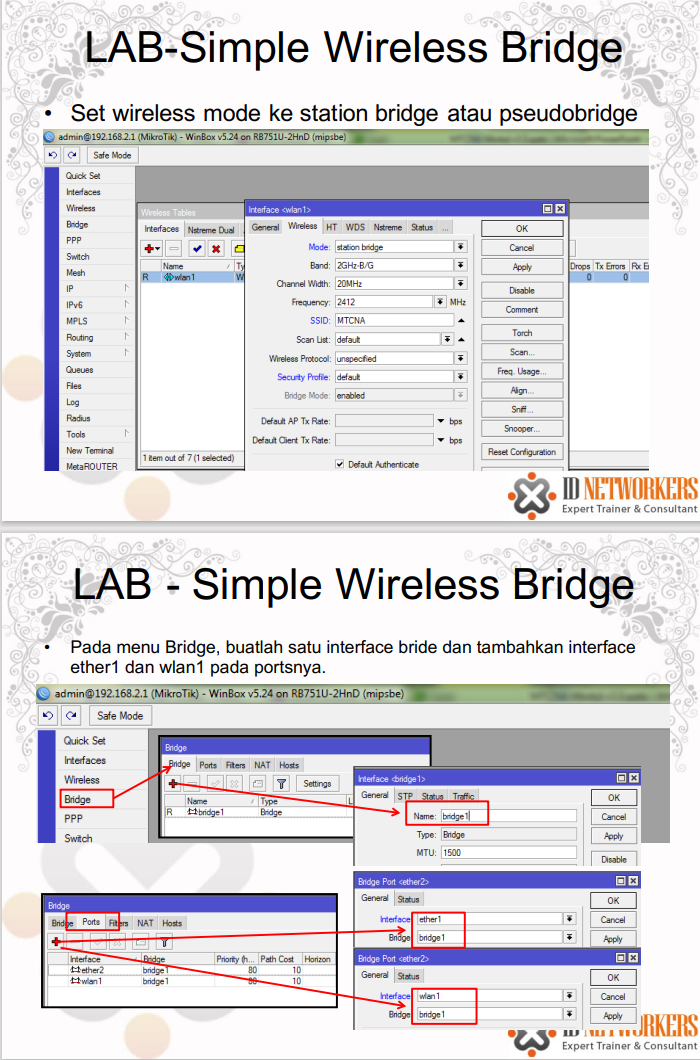 LAB-Simple Wireless Bridge
• Set wireless mode ke station bridge atau pseudobridge
admin@192.168.2.1 (MikroTik) - WinBox v5.24 on RB751U-2HnD (mipsbe)
Safe Mode
Quick Set
Interfaces
Wireless
Bridge
PPP
Switch
Mesh
IP
IPv6
MPLS
Routing
System
Queues
Files
Log
Radius
Tools
New Terminal
MetaROUTER
Wireless Tables
Interfaces Nstreme Dual
Name Ty
R wlan1 W
1 item out of 7 (1 selected)
Drops Tx Errors Rx E
0 0
Interface <wlan1>
General Wireless HT WDS Nstreme Status ...
Mode: station bridge
Band: 2GHz-B/G
Channel Width: 20MHz
Frequency: 2412 MHz
SSID: MTCNA
Scan List: default
Wireless Protocol: unspecified
Security Profile: default
Bridge Mode: enabled
Default AP Tx Rate: bps
Default Client Tx Rate: bps
Default Authenticate
OK
Cancel
Apply
Disable
Comment
Torch
Scan...
Freq. Usage...
Align...
Sniff...
Snooper...
Reset Configuration
ID NETWORKERS
Expert Trainer & Consultant
LAB - Simple Wireless Bridge
• Pada menu Bridge, buatlah satu interface bride dan tambahkan interface
ether1 dan wlan1 pada portsnya.
admin@192.168.2.1 (MikroTik) - WinBox v5.24 on RB751U-2HnD (mipsbe)
Safe Mode
Quick Set
Interfaces
Wireless
Bridge
PPP
Switch
Bridge
Bridge Ports Filters NAT Hosts
Settings
Name Type L
R bridge1 Bridge
Interface <bridge1>
General STP Status Traffic
Name: bridge1
Type: Bridge
MTU: 1500
OK
Cancel
Apply
Disable
Bridge
Bridge Ports Filters NAT Hosts
Interface Bridge Priority (h... Path Cost Horizon
ether2 bridge1 80 10
wlan1 bridge1 80 10
Bridge Port <ether2>
General Status
Interface: ether1
Bridge: bridge1
OK
Cancel
Apply
Bridge Port <ether2>
General Status
Interface: wlan1
Bridge: bridge1
OK
Cancel
Apply
ID NETWORKERS
Expert Trainer & Consultant